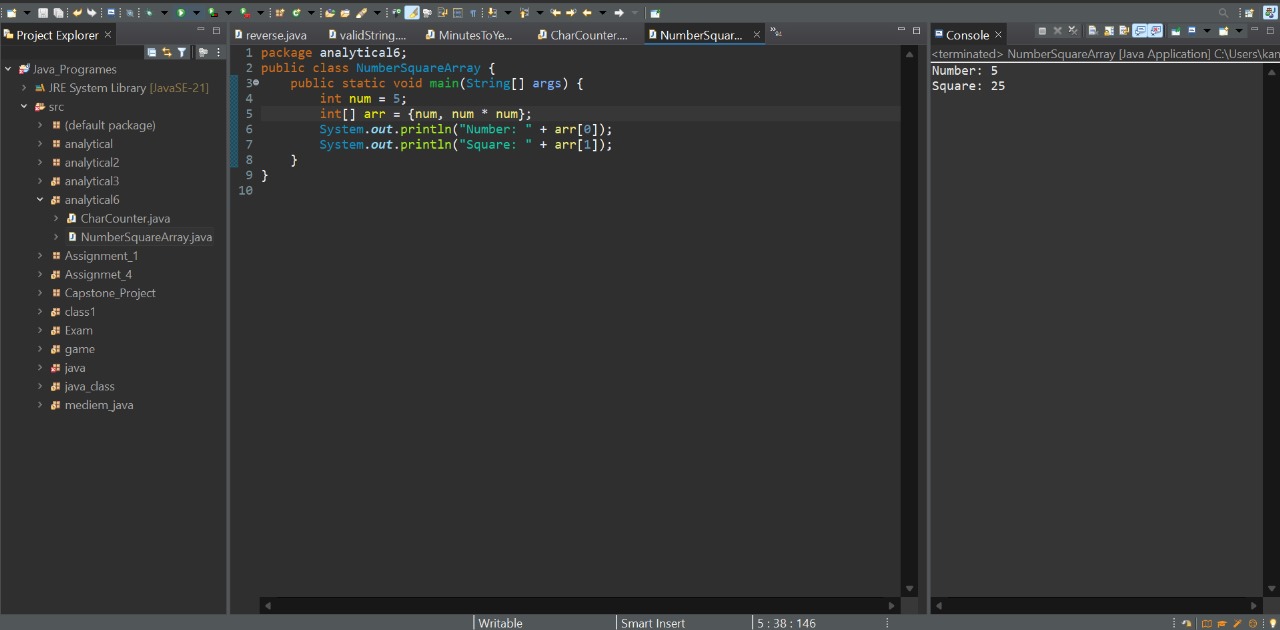 Project Explorer
Java_Programes
JRE System Library [JavaSE-21]
src
(default package)
analytical
analytical2
analytical3
analytical6
CharCounter.java
NumberSquareArray.java
Assignment_1
Assignmet_4
Capstone_Project
class1
Exam
game
java
java_class
mediem_java
reverse.java
validString....
MinutesToYe...
CharCounter....
NumberSquar...
1 package analytical6;
2 public class NumberSquareArray {
3 public static void main(String[] args) {
4 int num = 5;
5 int[] arr = {num, num * num};
6 System.out.println("Number: " + arr[0]);
7 System.out.println("Square: " + arr[1]);
8 }
9 }
10
Console
<terminated> NumberSquareArray [Java Application] C:\Users\kan
Number: 5
Square: 25
Writable
Smart Insert
5 : 38 : 146